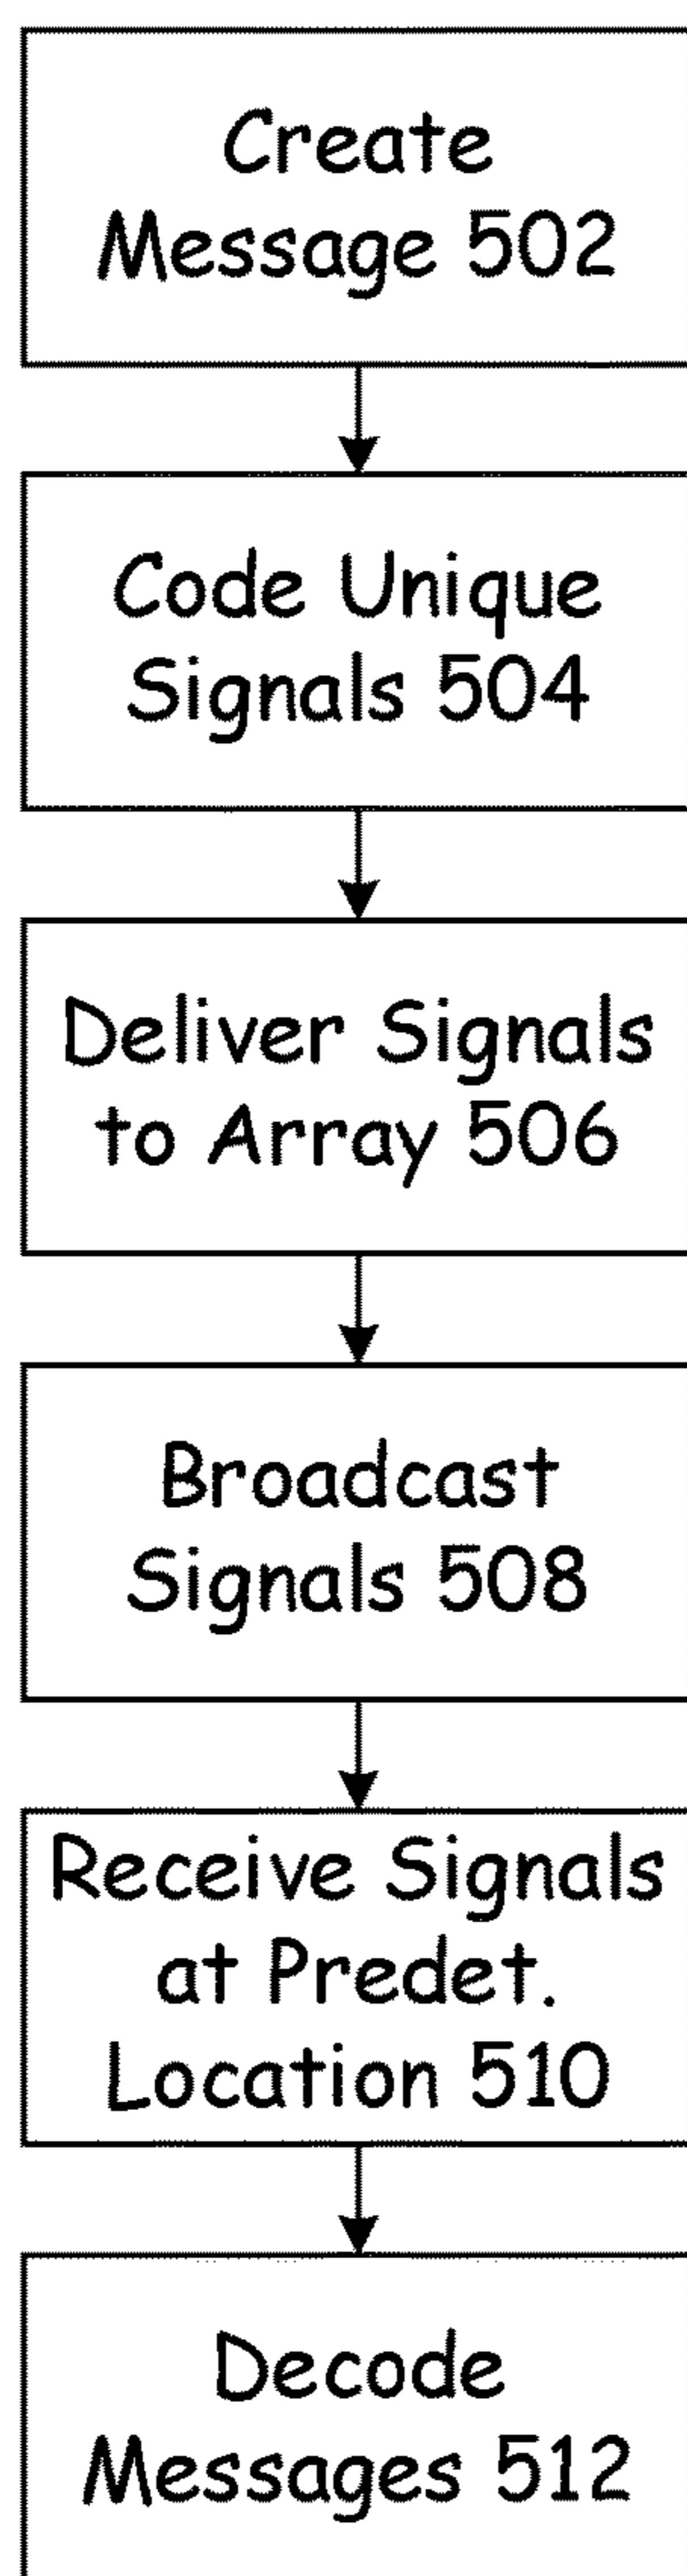 Create
Message 502
Code Unique
Signals 504
Deliver Signals
to Array 506
Broadcast
Signals 508
Receive Signals
at Predet.
Location 510
Decode
Messages 512